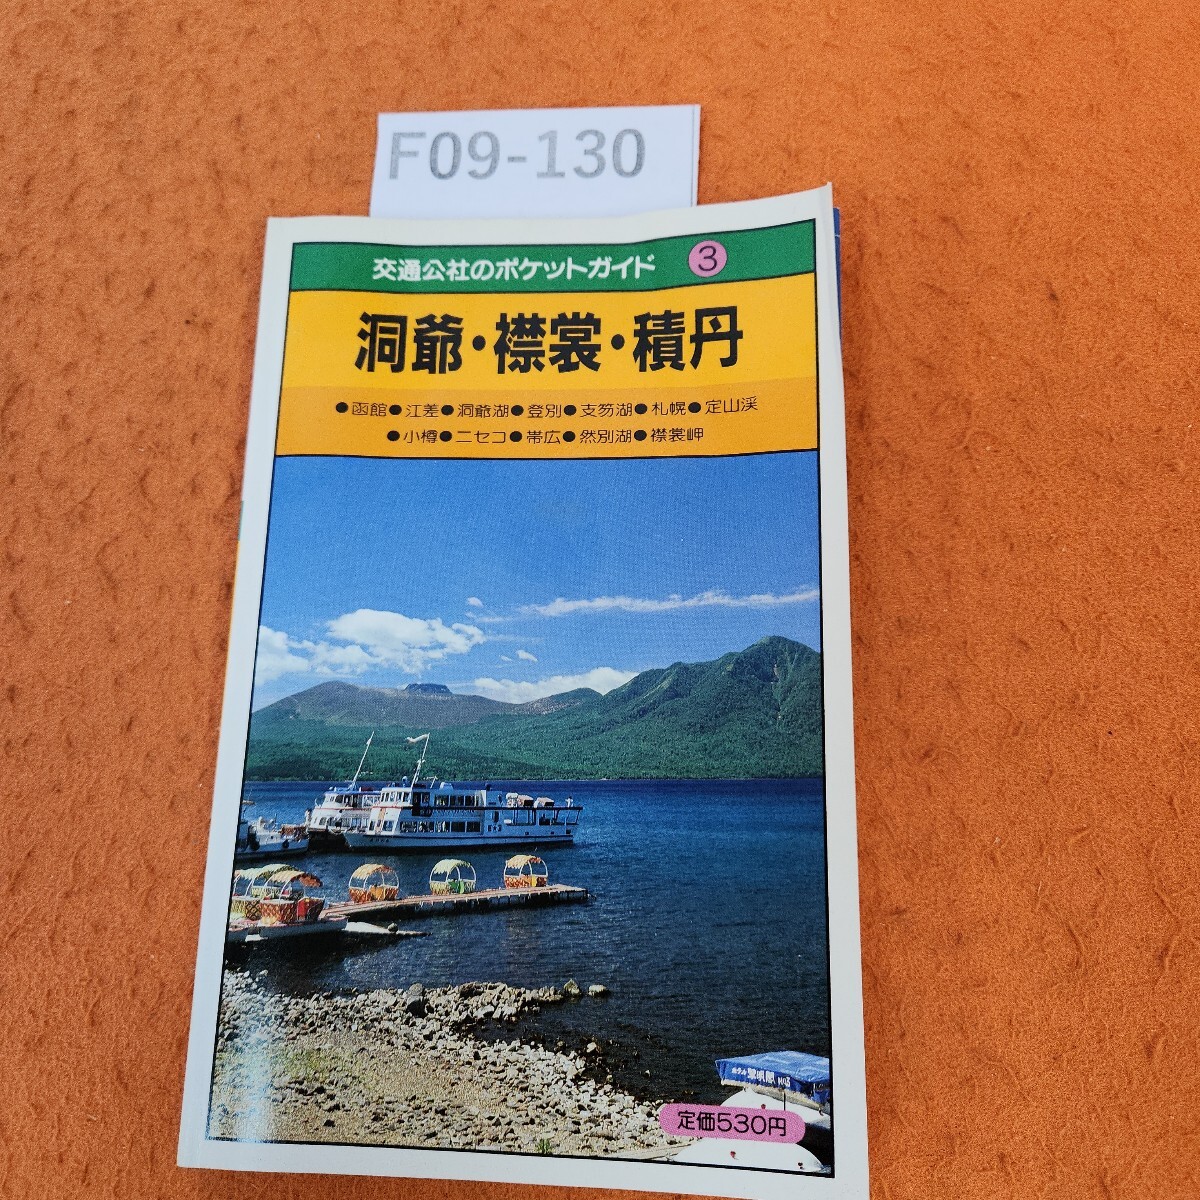 F09-130
交通公社のポケットガイド 3
洞爺・襟裳・積丹
●函館●江差●洞爺湖●登別●支笏湖●札幌●定山渓
●小樽●ニセコ●帯広●然別湖●襟裳岬
定価530円